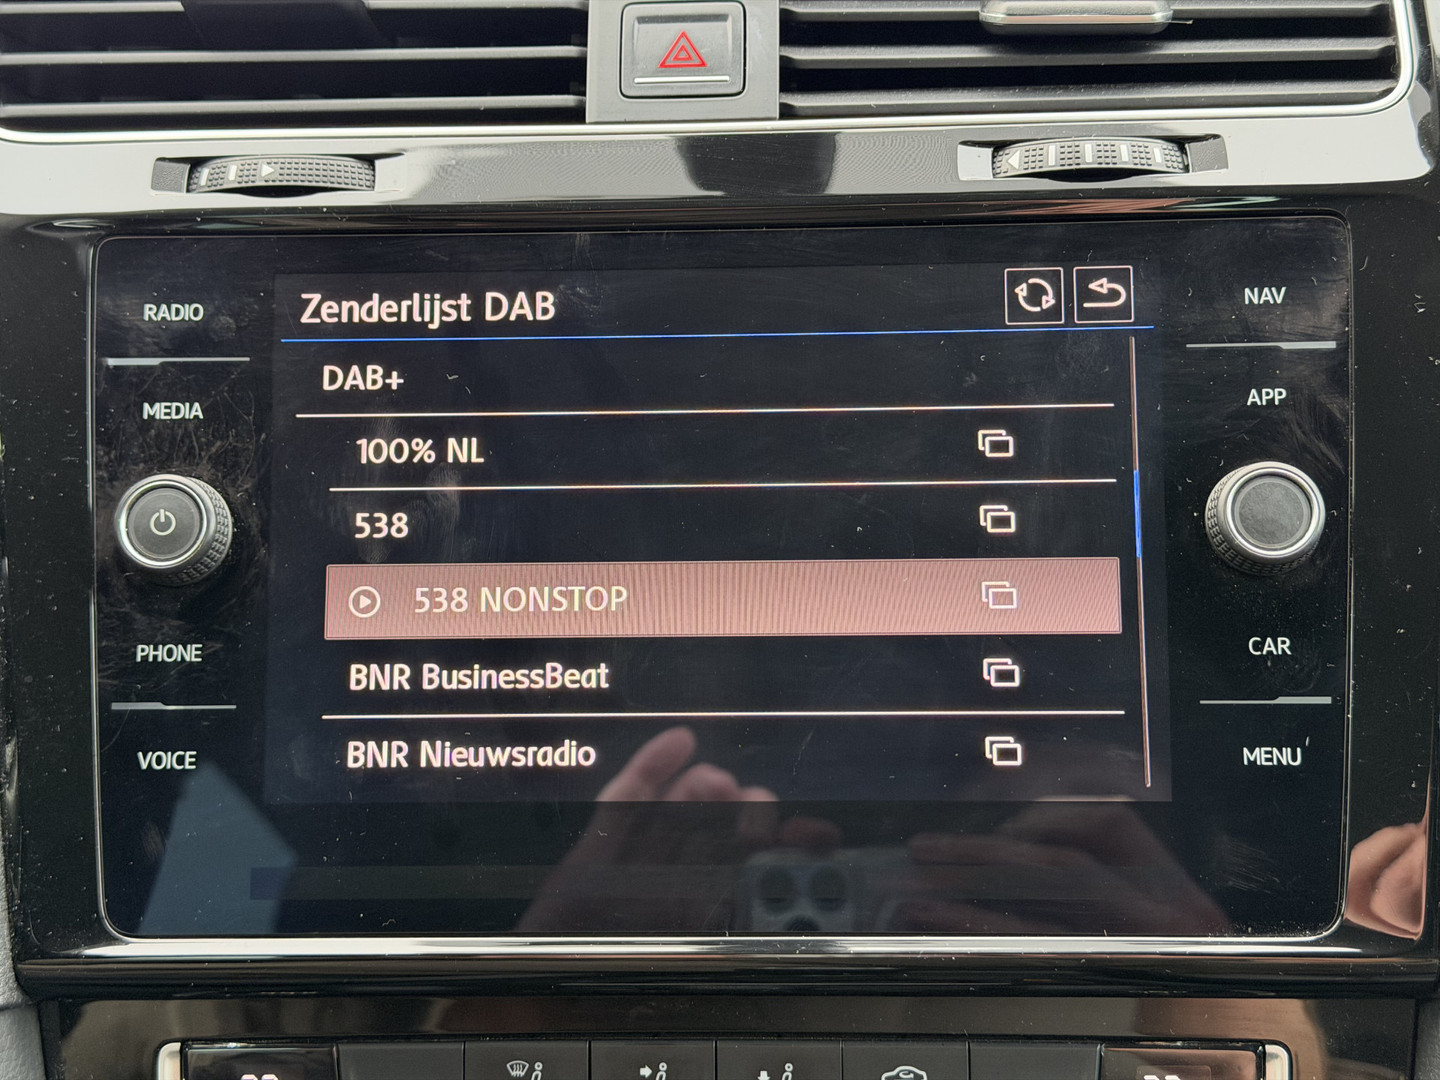 RADIO
MEDIA
PHONE
VOICE
Zenderlijst DAB
DAB+
100% NL
538
538 NONSTOP
BNR BusinessBeat
BNR Nieuwsradio
NAV
APP
CAR
MENU